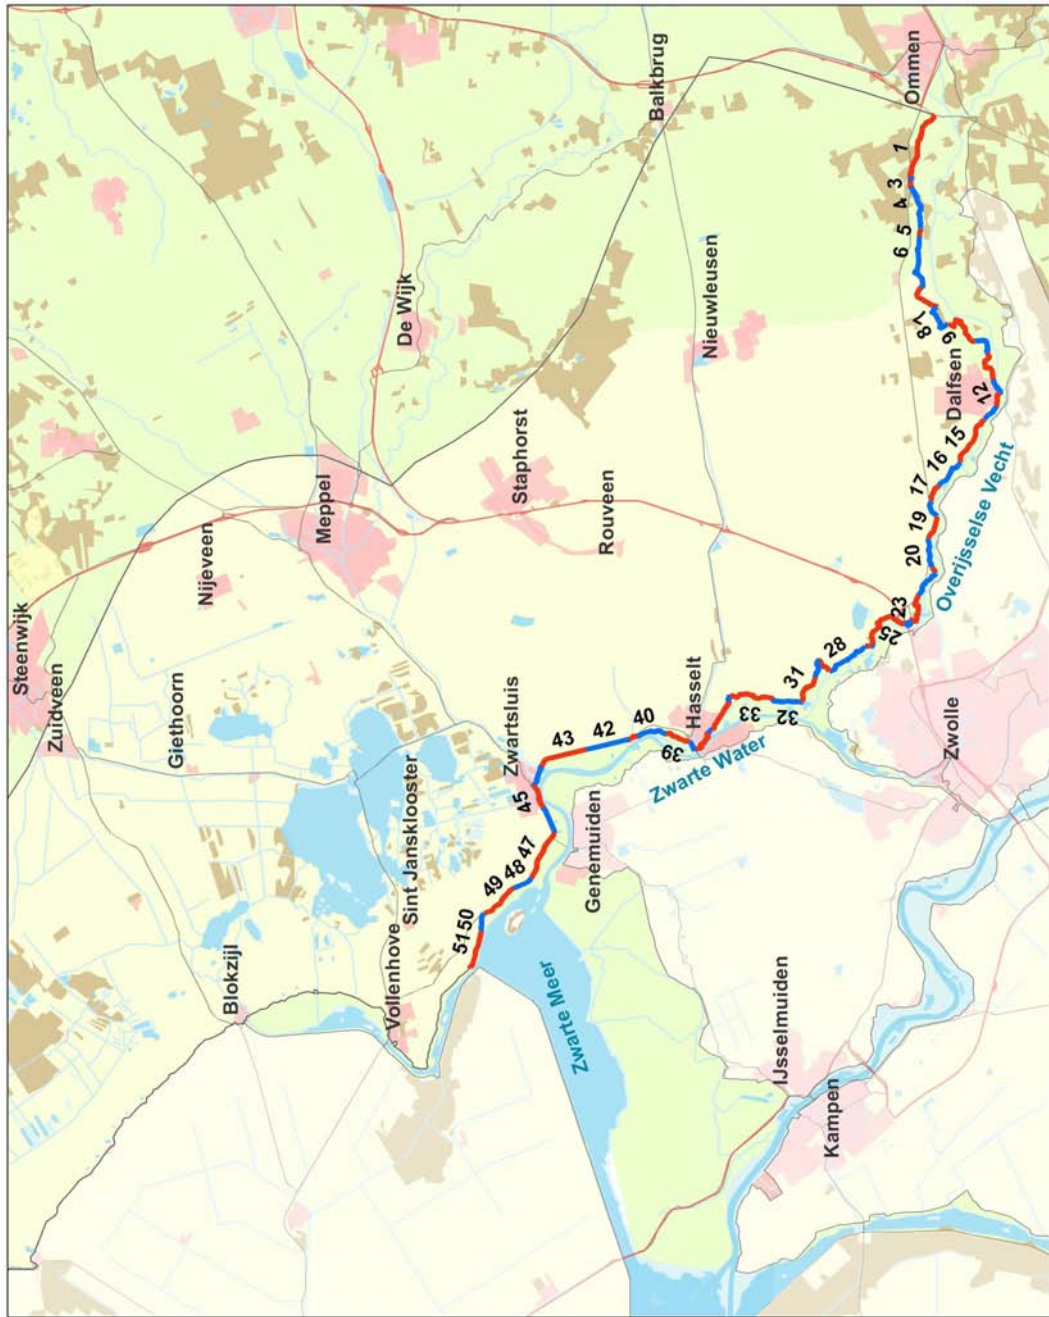 Steenwijk
Zuidveen
Nijeveen
Blokzijl
Giethoorn
Meppel
De Wijk
Balkbrug
Vollenhove
Sint Jansklooster
Zwartsluis
Staphorst
Rouveen
Nieuwleusen
Ommen
Zwarte Meer
Genemuiden
Hasselt
Zwarte Water
IJsselmuiden
Kampen
Zwolle
Dalfsen
Overijsselse Vecht
1
3
4
5
6
7
8
9
12
15
16
17
19
20
23
25
28
31
32
33
39
40
42
43
45
47
48
49
50
51